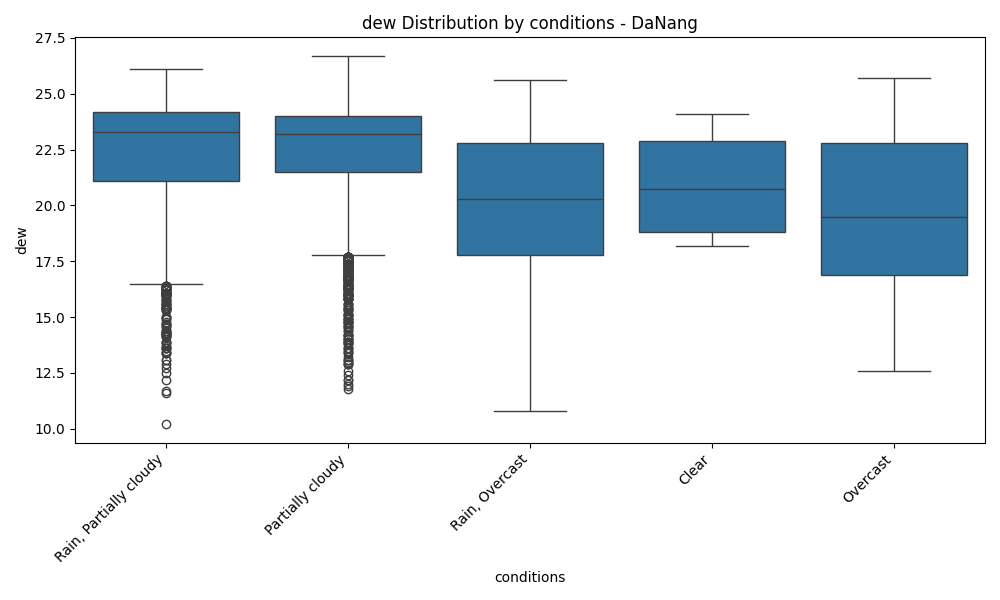 dew Distribution by conditions - DaNang
27.5
25.0
22.5
20.0
17.5
15.0
12.5
10.0
dew
Rain, Partially cloudy
Partially cloudy
Rain, Overcast
Clear
Overcast
conditions